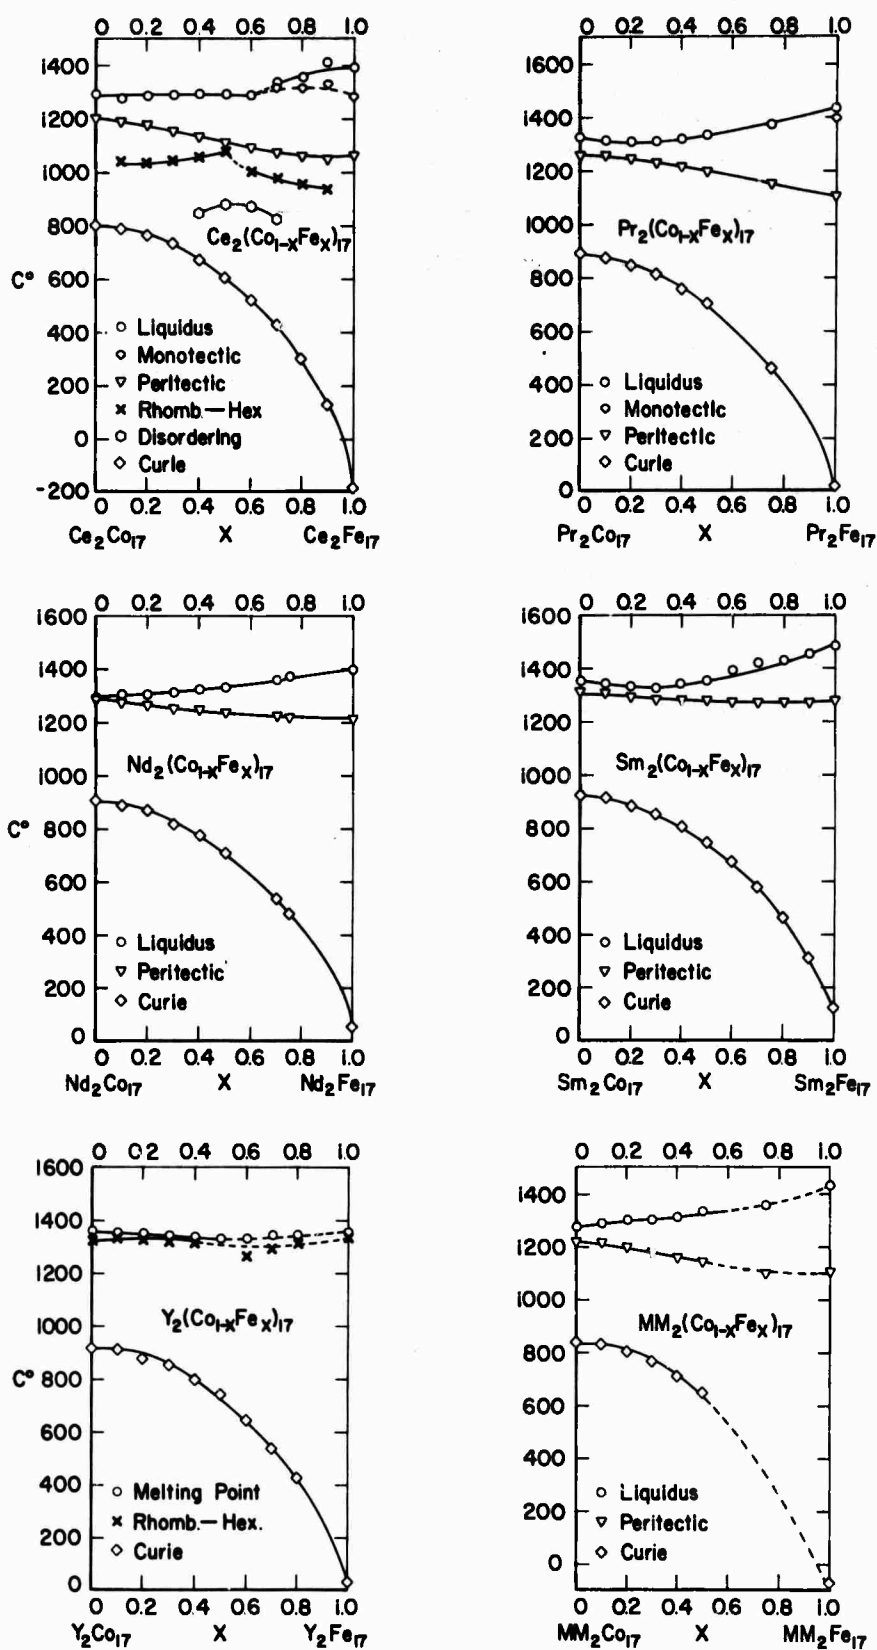 0 0.2 0.4 0.6 0.8 1.0
1400
1200
1000
800
C° 600
400
200
0
-200
Ce₂(Co₁₋ₓFeₓ)₁₇
○ Liquidus
○ Monotectic
▽ Peritectic
x Rhomb.—Hex
○ Disordering
◇ Curie
0 0.2 0.4 0.6 0.8 1.0
Ce₂Co₁₇ X Ce₂Fe₁₇
0 0.2 0.4 0.6 0.8 1.0
1600
1400
1200
1000
800
600
400
200
0
Pr₂(Co₁₋ₓFeₓ)₁₇
○ Liquidus
○ Monotectic
▽ Peritectic
◇ Curie
0 0.2 0.4 0.6 0.8 1.0
Pr₂Co₁₇ X Pr₂Fe₁₇
0 0.2 0.4 0.6 0.8 1.0
1600
1400
1200
1000
C° 800
600
400
200
0
Nd₂(Co₁₋ₓFeₓ)₁₇
○ Liquidus
▽ Peritectic
◇ Curie
0 0.2 0.4 0.6 0.8 1.0
Nd₂Co₁₇ X Nd₂Fe₁₇
0 0.2 0.4 0.6 0.8 1.0
1600
1400
1200
1000
800
600
400
200
0
Sm₂(Co₁₋ₓFeₓ)₁₇
○ Liquidus
▽ Peritectic
◇ Curie
0 0.2 0.4 0.6 0.8 1.0
Sm₂Co₁₇ X Sm₂Fe₁₇
0 0.2 0.4 0.6 0.8 1.0
1600
1400
1200
1000
C° 800
600
400
200
0
Y₂(Co₁₋ₓFeₓ)₁₇
○ Melting Point
x Rhomb.—Hex.
◇ Curie
0 0.2 0.4 0.6 0.8 1.0
Y₂Co₁₇ X Y₂Fe₁₇
0 0.2 0.4 0.6 0.8 1.0
1400
1200
1000
800
600
400
200
0
MM₂(Co₁₋ₓFeₓ)₁₇
○ Liquidus
▽ Peritectic
◇ Curie
0 0.2 0.4 0.6 0.8 1.0
MM₂Co₁₇ X MM₂Fe₁₇